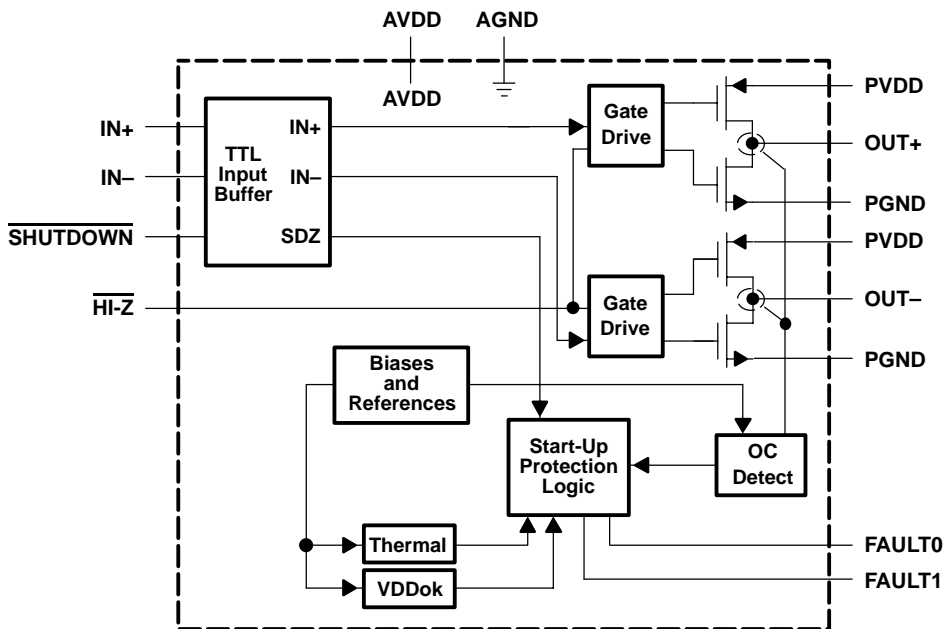 AVDD AGND
AVDD
IN+
IN–
SHUTDOWN
HI-Z
TTL
Input
Buffer
IN+
IN–
SDZ
Gate
Drive
Gate
Drive
PVDD
OUT+
PGND
PVDD
OUT–
PGND
Biases
and
References
Start-Up
Protection
Logic
OC
Detect
Thermal
VDDok
FAULT0
FAULT1